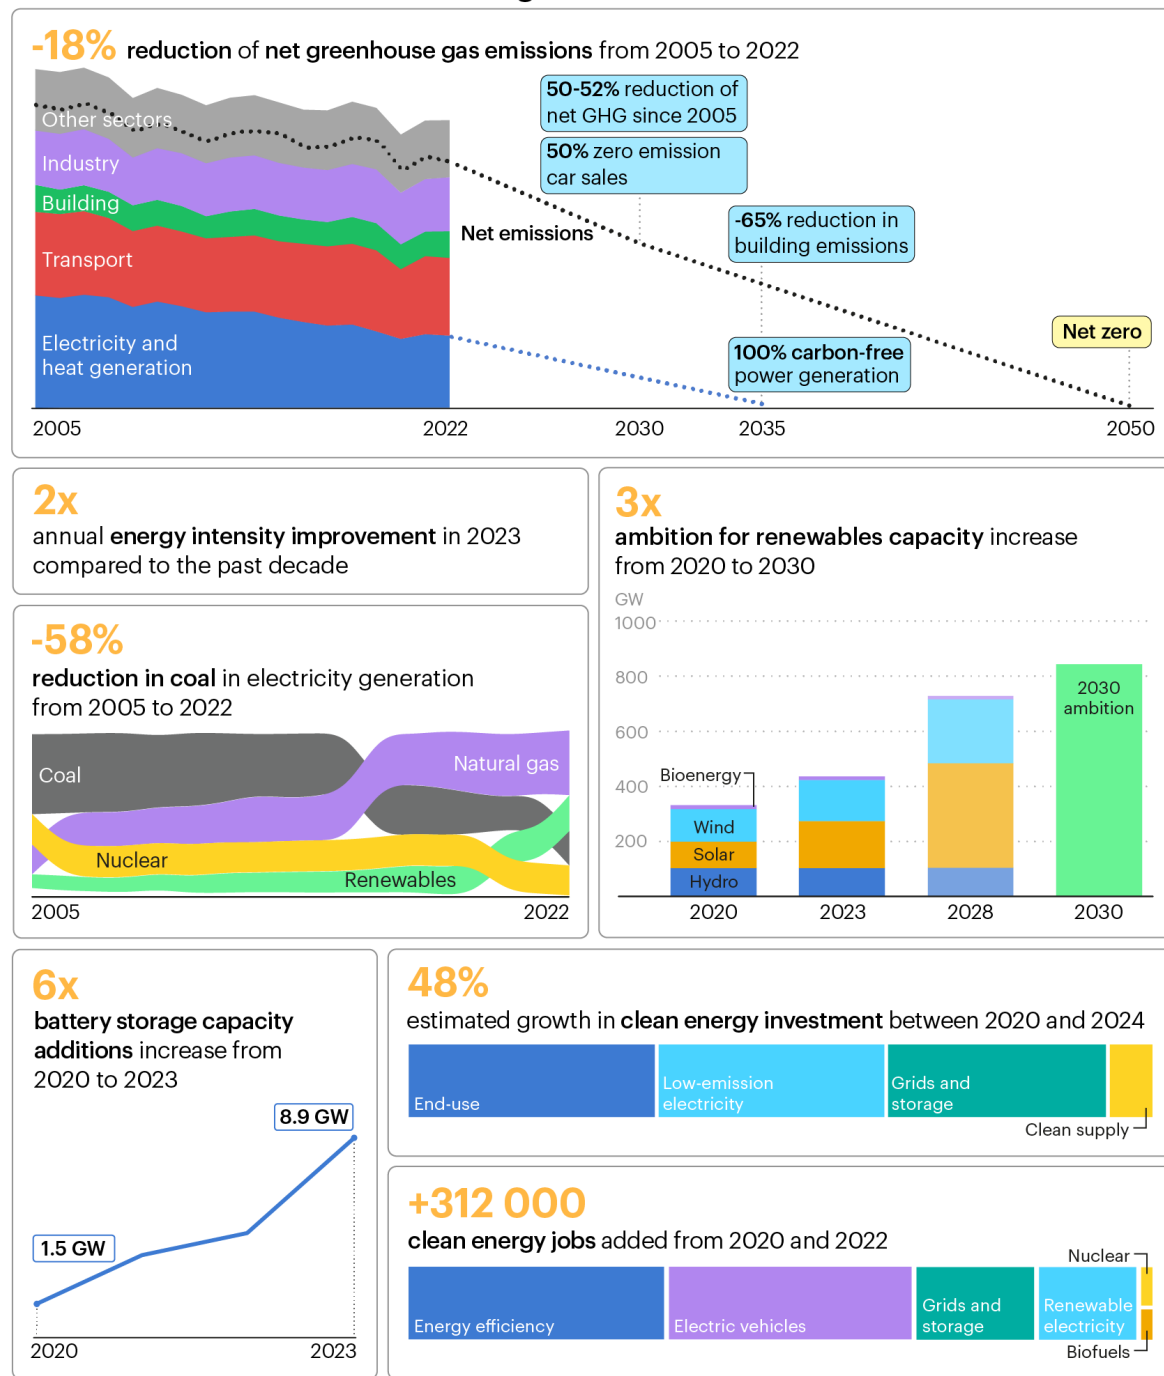 -18% reduction of net greenhouse gas emissions from 2005 to 2022
50-52% reduction of
net GHG since 2005
50% zero emission
car sales
Other sectors
Industry
Building
Transport
Electricity and
heat generation
Net emissions
-65% reduction in
building emissions
100% carbon-free
power generation
Net zero
2005
2022
2030
2035
2050
2x
annual energy intensity improvement in 2023
compared to the past decade
3x
ambition for renewables capacity increase
from 2020 to 2030
GW
1000
800
600
400
200
2030
ambition
Bioenergy
Wind
Solar
Hydro
2020
2023
2028
2030
-58%
reduction in coal in electricity generation
from 2005 to 2022
Coal
Natural gas
Nuclear
Renewables
2005
2022
6x
battery storage capacity
additions increase from
2020 to 2023
8.9 GW
1.5 GW
2020
2023
48%
estimated growth in clean energy investment between 2020 and 2024
End-use
Low-emission
electricity
Grids and
storage
Clean supply
+312 000
clean energy jobs added from 2020 and 2022
Nuclear
Energy efficiency
Electric vehicles
Grids and
storage
Renewable
electricity
Biofuels